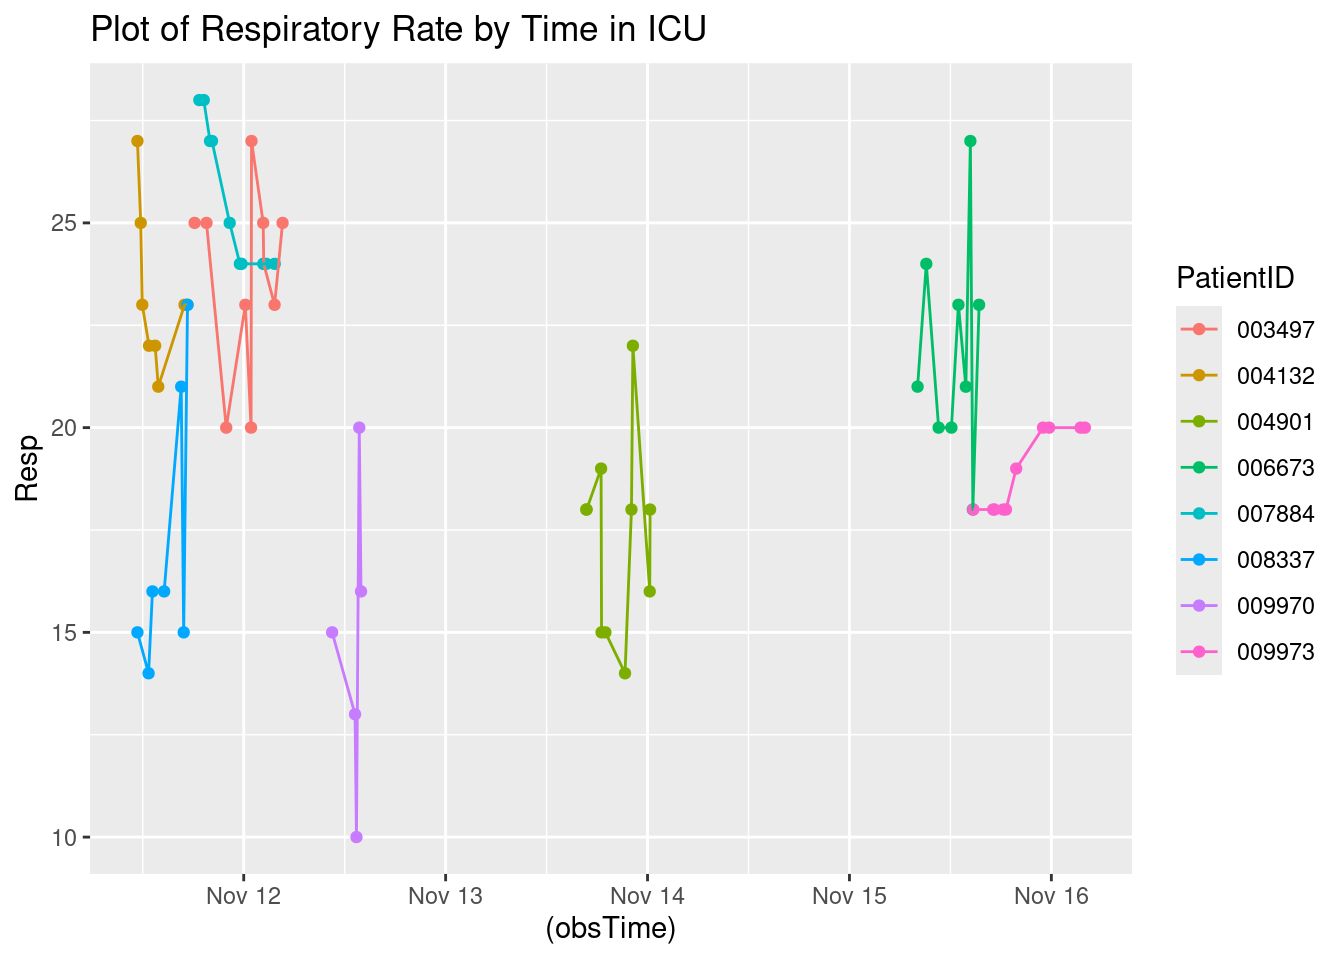 Plot of Respiratory Rate by Time in ICU
25
20
15
10
Resp
Nov 12 Nov 13 Nov 14 Nov 15 Nov 16
(obsTime)
PatientID
003497
004132
004901
006673
007884
008337
009970
009973